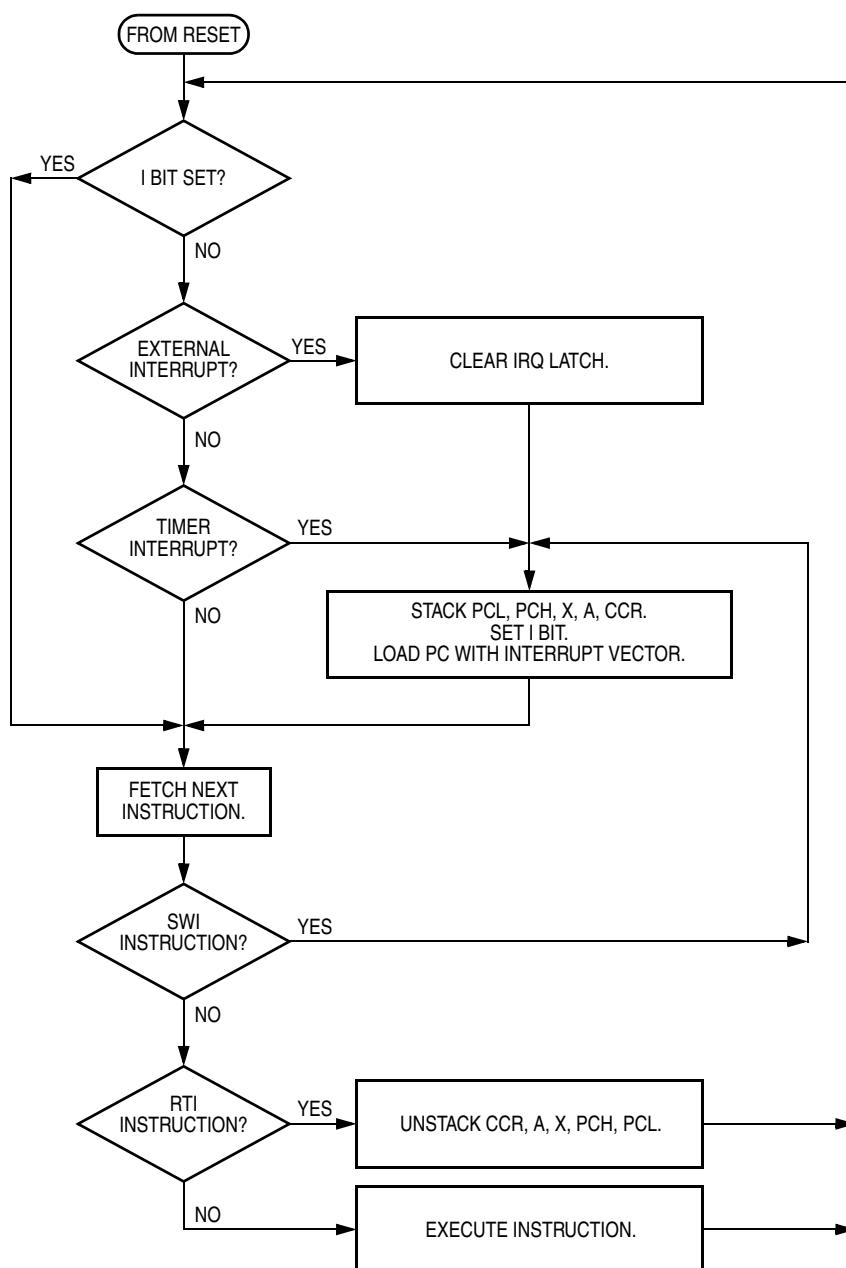 FROM RESET
I BIT SET?
YES
NO
EXTERNAL
INTERRUPT?
YES
CLEAR IRQ LATCH.
NO
TIMER
INTERRUPT?
YES
NO
STACK PCL, PCH, X, A, CCR.
SET I BIT.
LOAD PC WITH INTERRUPT VECTOR.
FETCH NEXT
INSTRUCTION.
SWI
INSTRUCTION?
YES
NO
RTI
INSTRUCTION?
YES
UNSTACK CCR, A, X, PCH, PCL.
NO
EXECUTE INSTRUCTION.